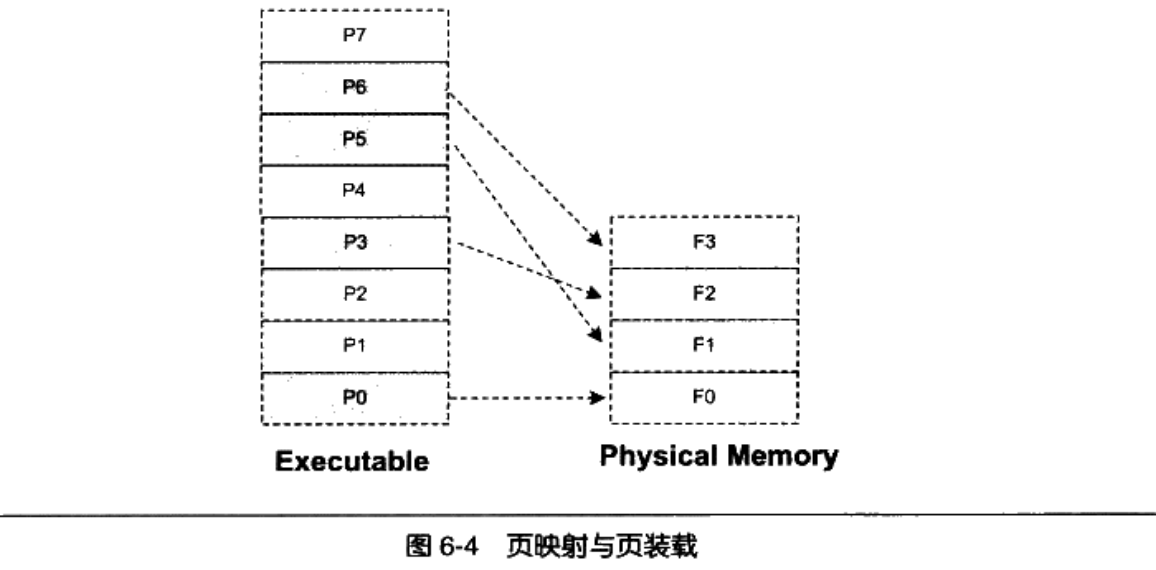 P7
P6
P5
P4
P3
P2
P1
P0
F3
F2
F1
F0
Executable
Physical Memory
图 6-4 页映射与页装载